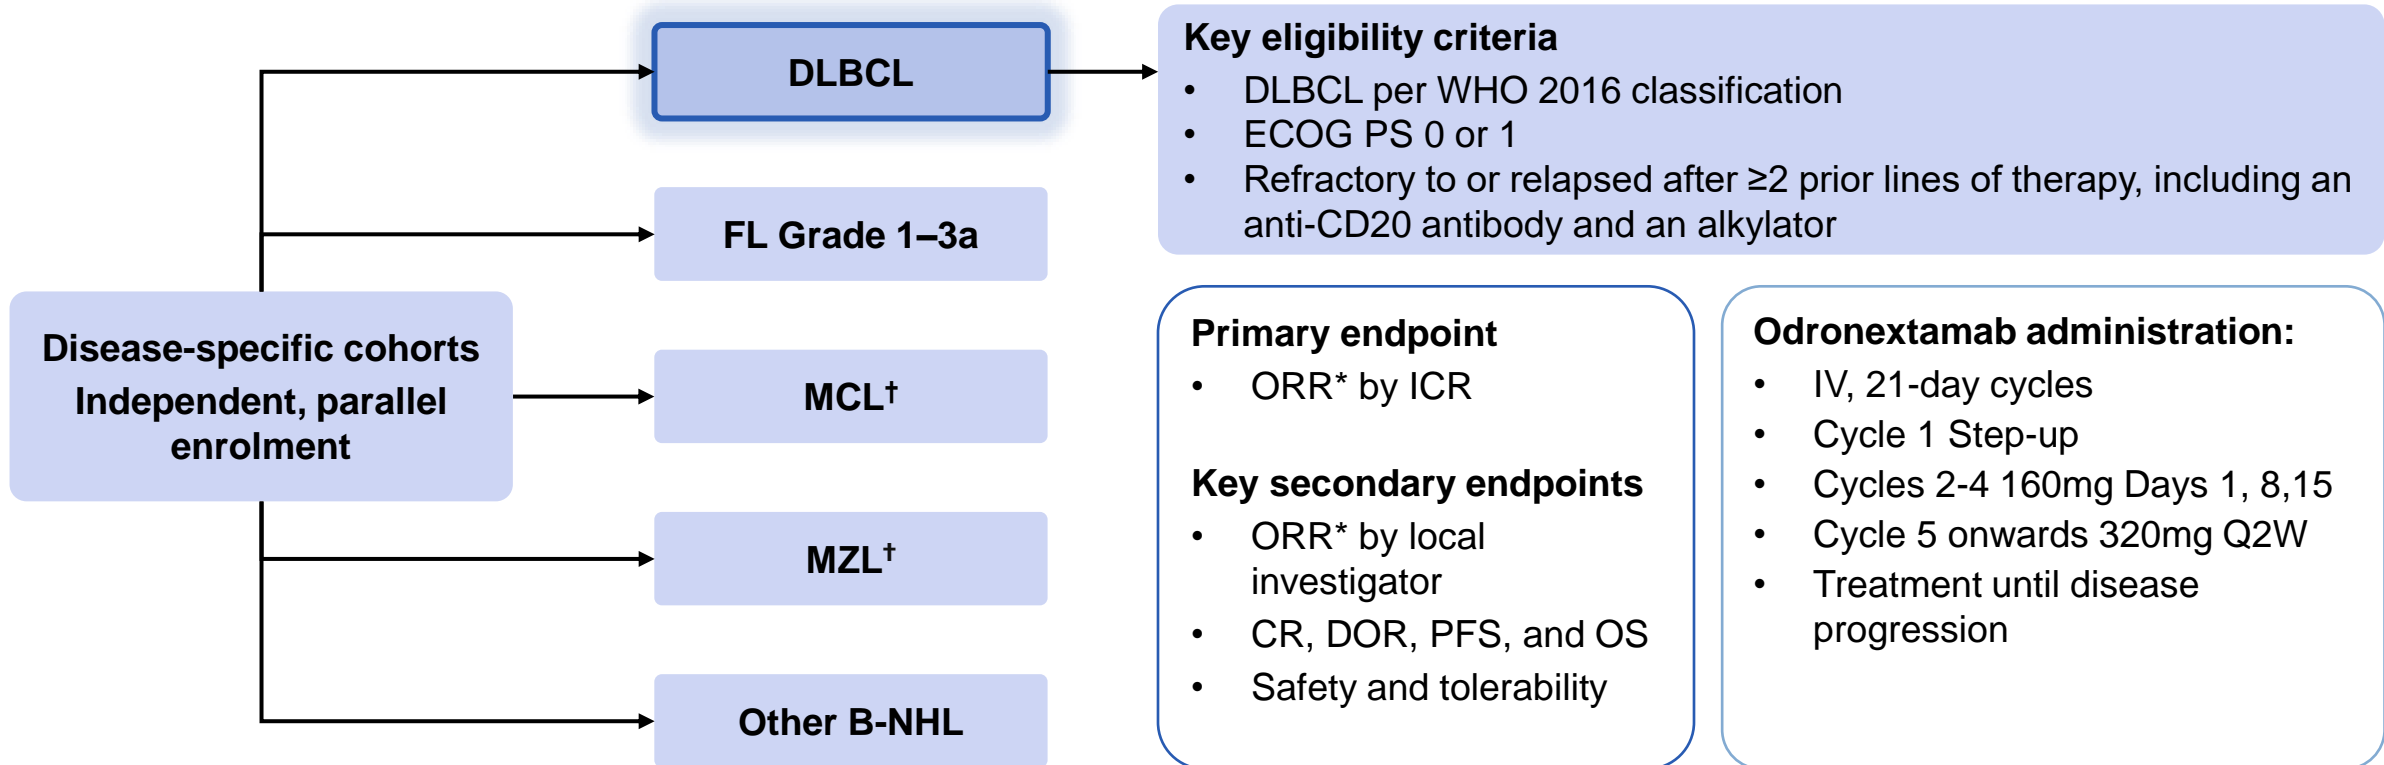 DLBCL
FL Grade 1–3a
Disease-specific cohorts
Independent, parallel
enrolment
MCL†
MZL†
Other B-NHL
Key eligibility criteria
• DLBCL per WHO 2016 classification
• ECOG PS 0 or 1
• Refractory to or relapsed after ≥2 prior lines of therapy, including an
anti-CD20 antibody and an alkylator
Primary endpoint
• ORR* by ICR
Key secondary endpoints
• ORR* by local
investigator
• CR, DOR, PFS, and OS
• Safety and tolerability
Odronextamab administration:
• IV, 21-day cycles
• Cycle 1 Step-up
• Cycles 2-4 160mg Days 1, 8,15
• Cycle 5 onwards 320mg Q2W
• Treatment until disease
progression